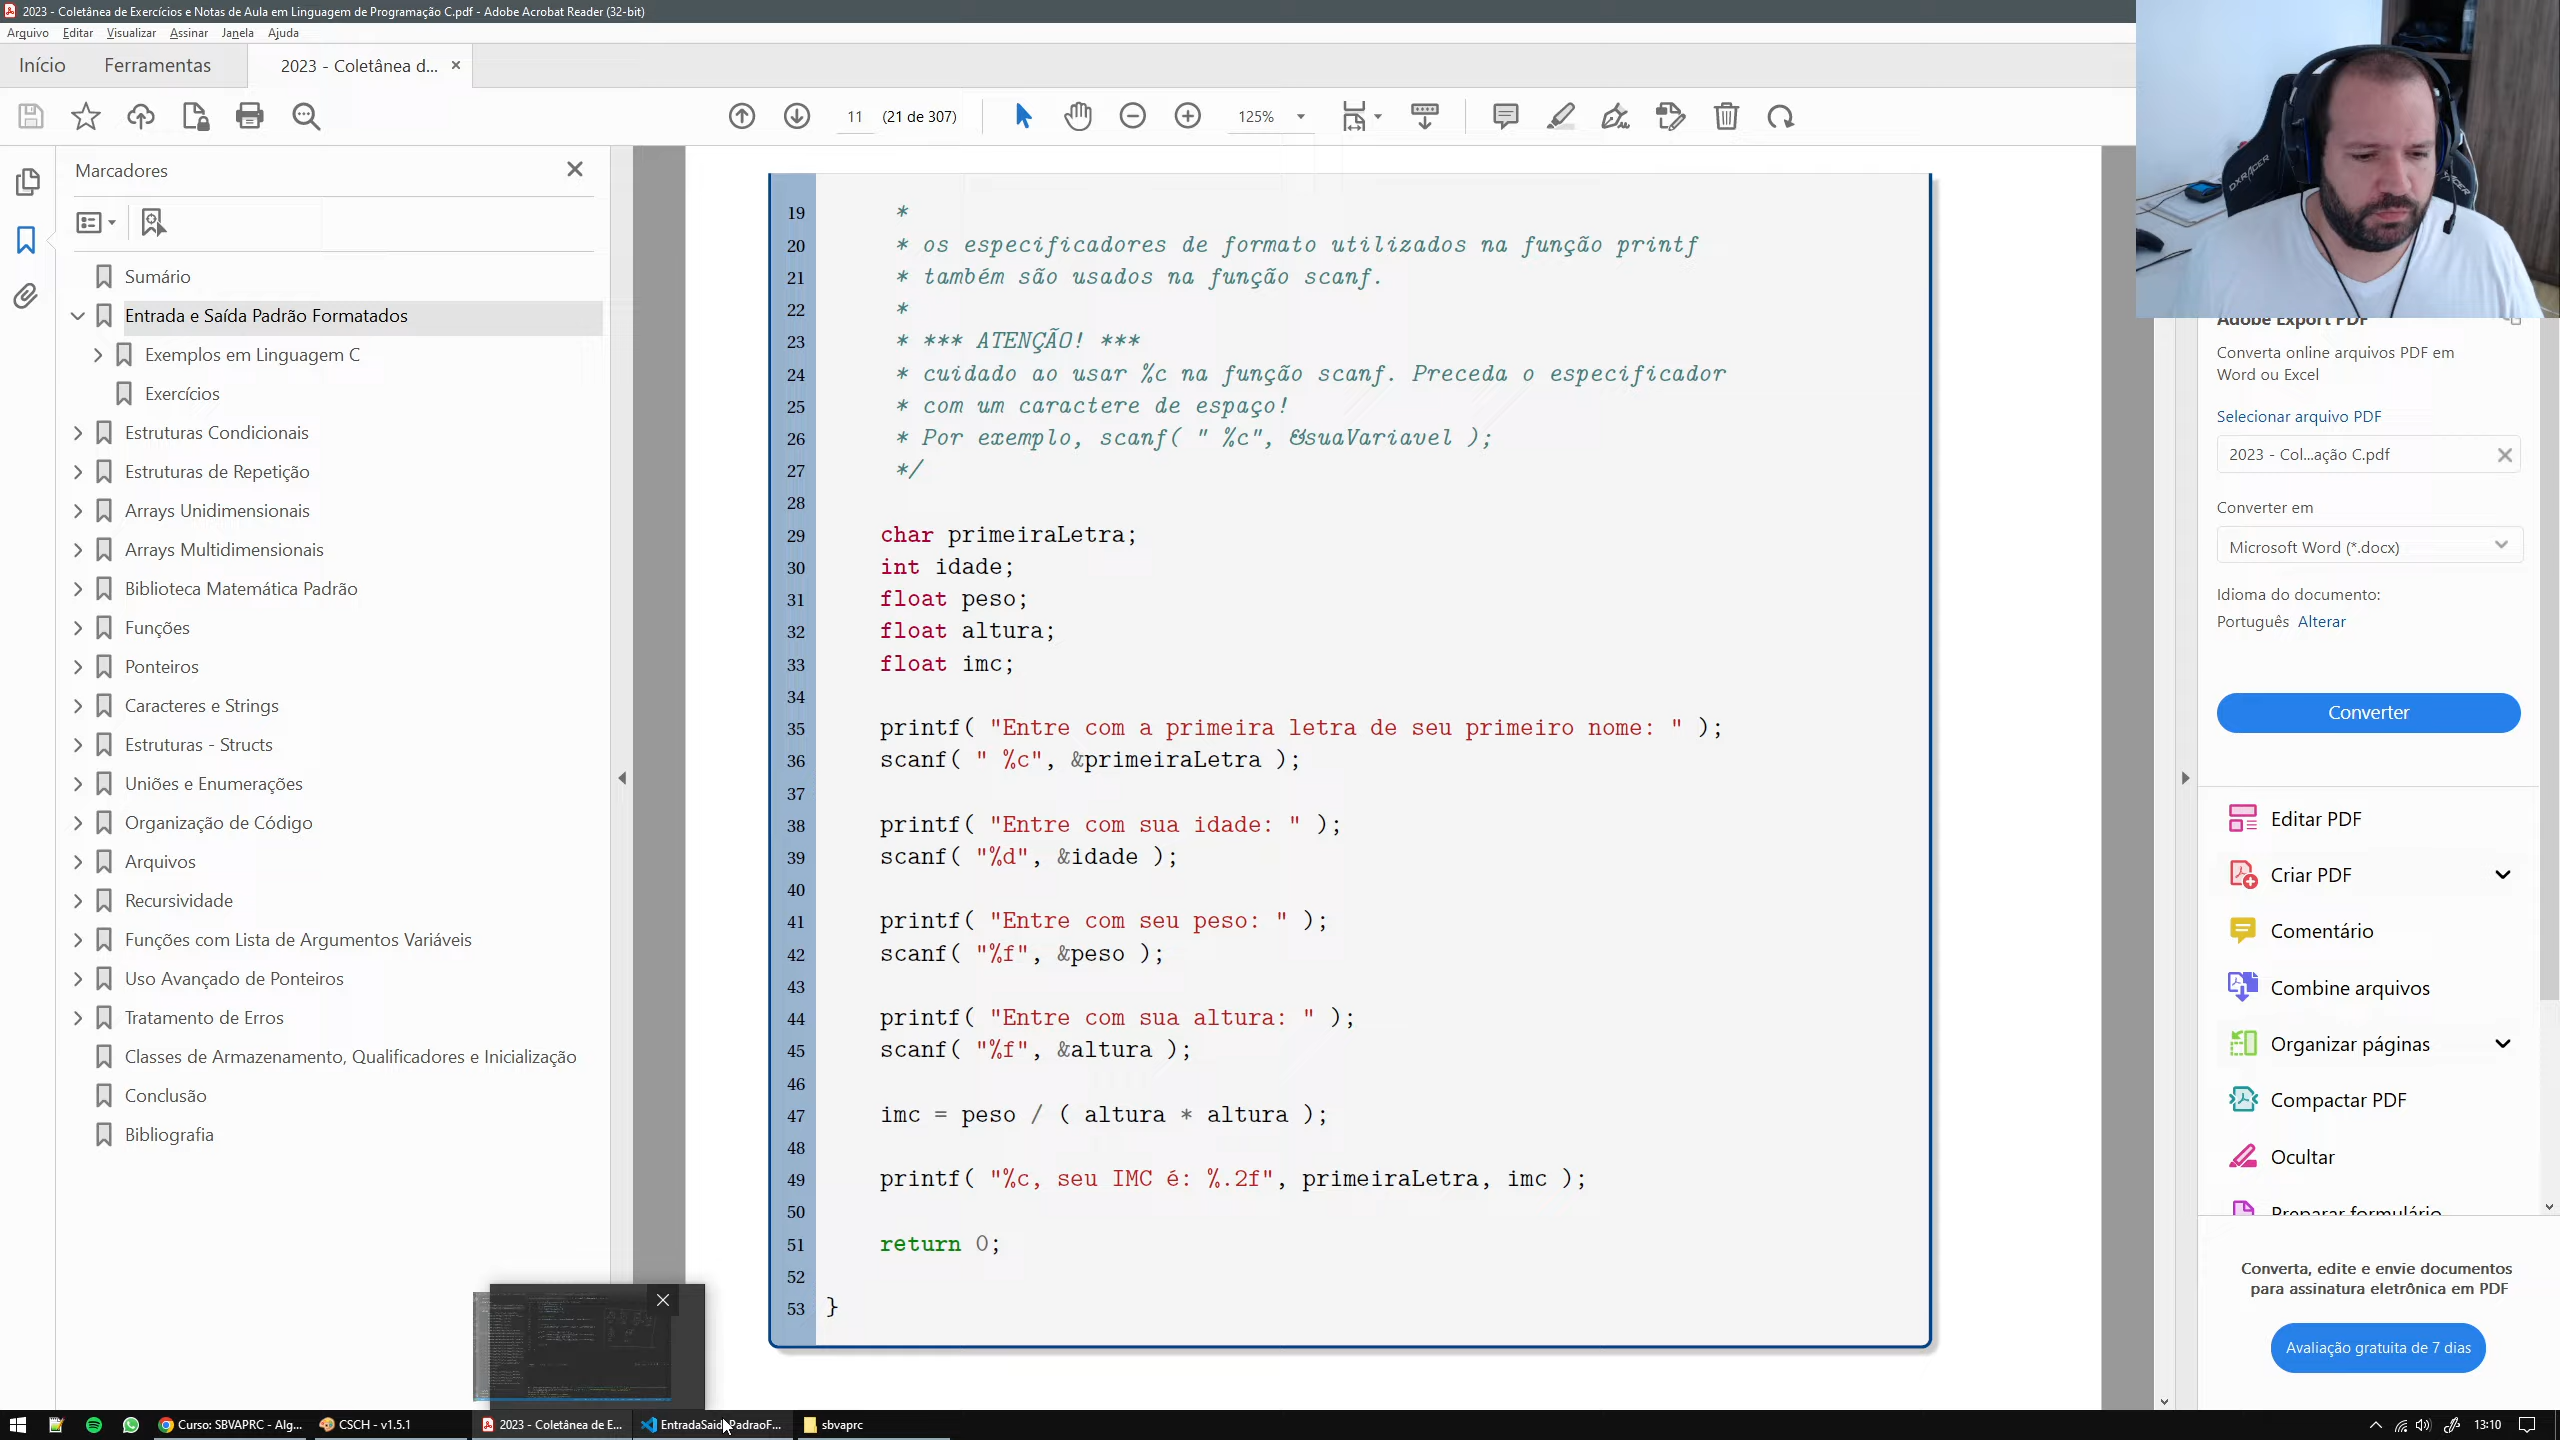 2023 - Coletânea de Exercícios e Notas de Aula em Linguagem de Programação C.pdf - Adobe Acrobat Reader (32-bit)
Arquivo Editar Visualizar Assinar Janela Ajuda
Início Ferramentas 2023 - Coletânea d... ×
11 (21 de 307) 125%
Marcadores
Sumário
Entrada e Saída Padrão Formatados
Exemplos em Linguagem C
Exercícios
Estruturas Condicionais
Estruturas de Repetição
Arrays Unidimensionais
Arrays Multidimensionais
Biblioteca Matemática Padrão
Funções
Ponteiros
Caracteres e Strings
Estruturas - Structs
Uniões e Enumerações
Organização de Código
Arquivos
Recursividade
Funções com Lista de Argumentos Variáveis
Uso Avançado de Ponteiros
Tratamento de Erros
Classes de Armazenamento, Qualificadores e Inicialização
Conclusão
Bibliografia
19 *
20 * os especificadores de formato utilizados na função printf
21 * também são usados na função scanf.
22 *
23 * *** ATENÇÃO! ***
24 * cuidado ao usar %c na função scanf. Preceda o especificador
25 * com um caractere de espaço!
26 * Por exemplo, scanf( " %c", &suaVariavel );
27 */
28
29 char primeiraLetra;
30 int idade;
31 float peso;
32 float altura;
33 float imc;
34
35 printf( "Entre com a primeira letra de seu primeiro nome: " );
36 scanf( " %c", &primeiraLetra );
37
38 printf( "Entre com sua idade: " );
39 scanf( "%d", &idade );
40
41 printf( "Entre com seu peso: " );
42 scanf( "%f", &peso );
43
44 printf( "Entre com sua altura: " );
45 scanf( "%f", &altura );
46
47 imc = peso / ( altura * altura );
48
49 printf( "%c, seu IMC é: %.2f", primeiraLetra, imc );
50
51 return 0;
52
53 }
DXRACER
Adobe Export PDF
Converta online arquivos PDF em
Word ou Excel
Selecionar arquivo PDF
2023 - Col...ação C.pdf
Converter em
Microsoft Word (*.docx)
Idioma do documento:
Português Alterar
Converter
Editar PDF
Criar PDF
Comentário
Combine arquivos
Organizar páginas
Compactar PDF
Ocultar
Preparar formulário
Converta, edite e envie documentos
para assinatura eletrônica em PDF
Avaliação gratuita de 7 dias
Curso: SBVAPRC - Alg... CSCH - v1.5.1 2023 - Coletânea de E... EntradaSaidaPadraoF... sbvaprc 13:10